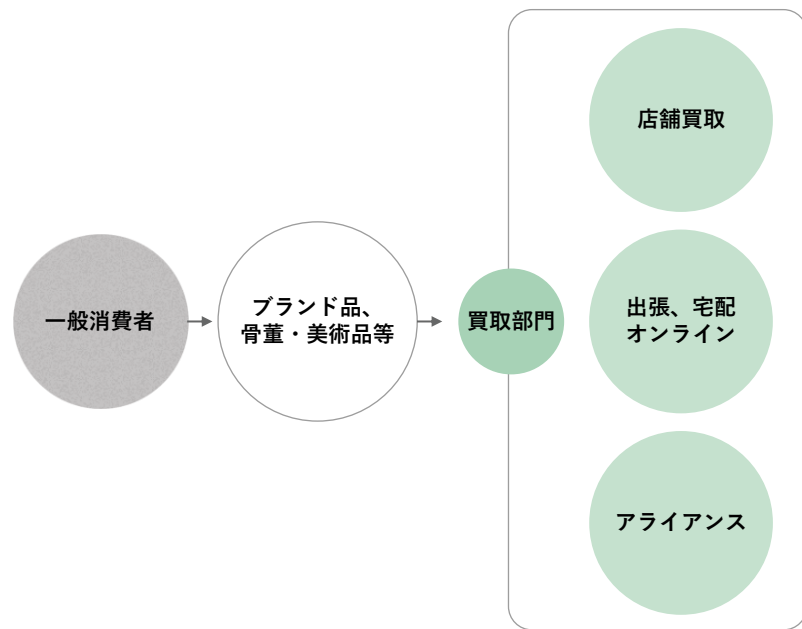 一般消費者
ブランド品、
骨董・美術品等
買取部門
店舗買取
出張、宅配
オンライン
アライアンス